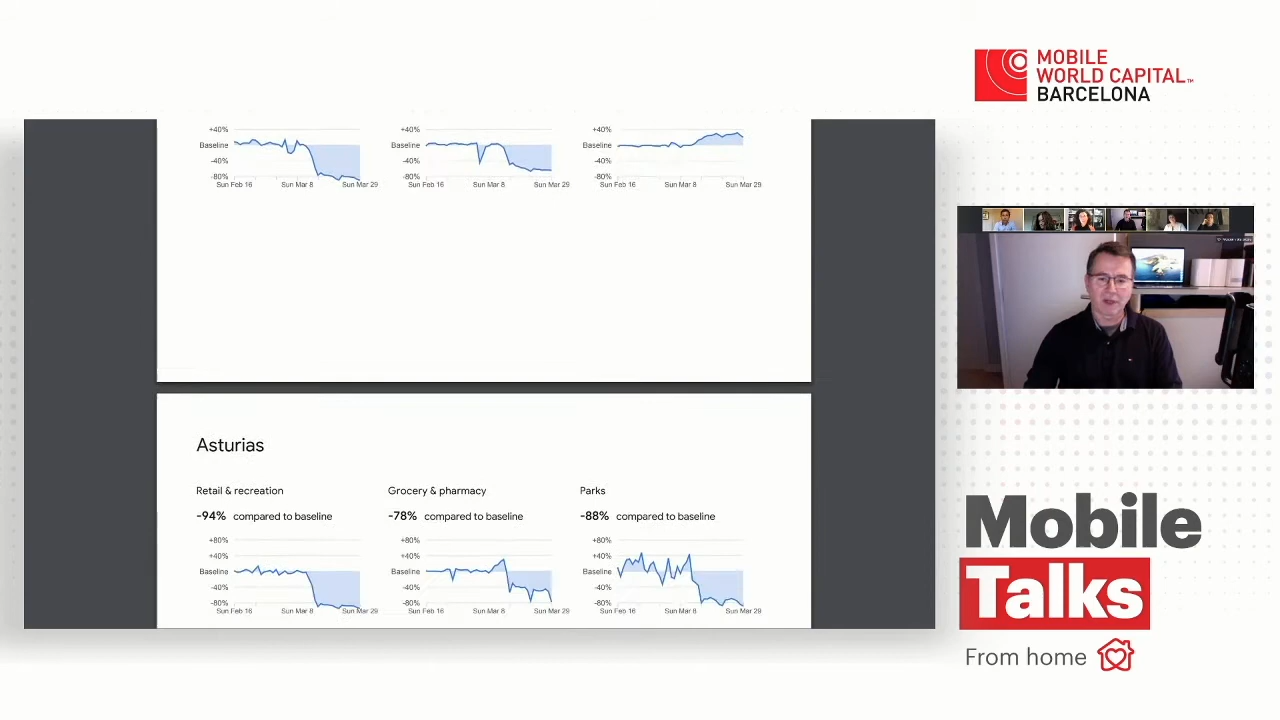 MOBILE
WORLD CAPITAL™
BARCELONA
+40% +40% +40%
Baseline Baseline Baseline
-40% -40% -40%
-80% -80% -80%
Sun Feb 16 Sun Mar 8 Sun Mar 29 Sun Feb 16 Sun Mar 8 Sun Mar 29 Sun Feb 16 Sun Mar 8 Sun Mar 29
Asturias
Retail & recreation Grocery & pharmacy Parks
-94% compared to baseline -78% compared to baseline -88% compared to baseline
+80% +80% +80%
+40% +40% +40%
Baseline Baseline Baseline
-40% -40% -40%
-80% -80% -80%
Sun Feb 16 Sun Mar 8 Sun Mar 29 Sun Feb 16 Sun Mar 8 Sun Mar 29 Sun Feb 16 Sun Mar 8 Sun Mar 29
Mobile
Talks
From home